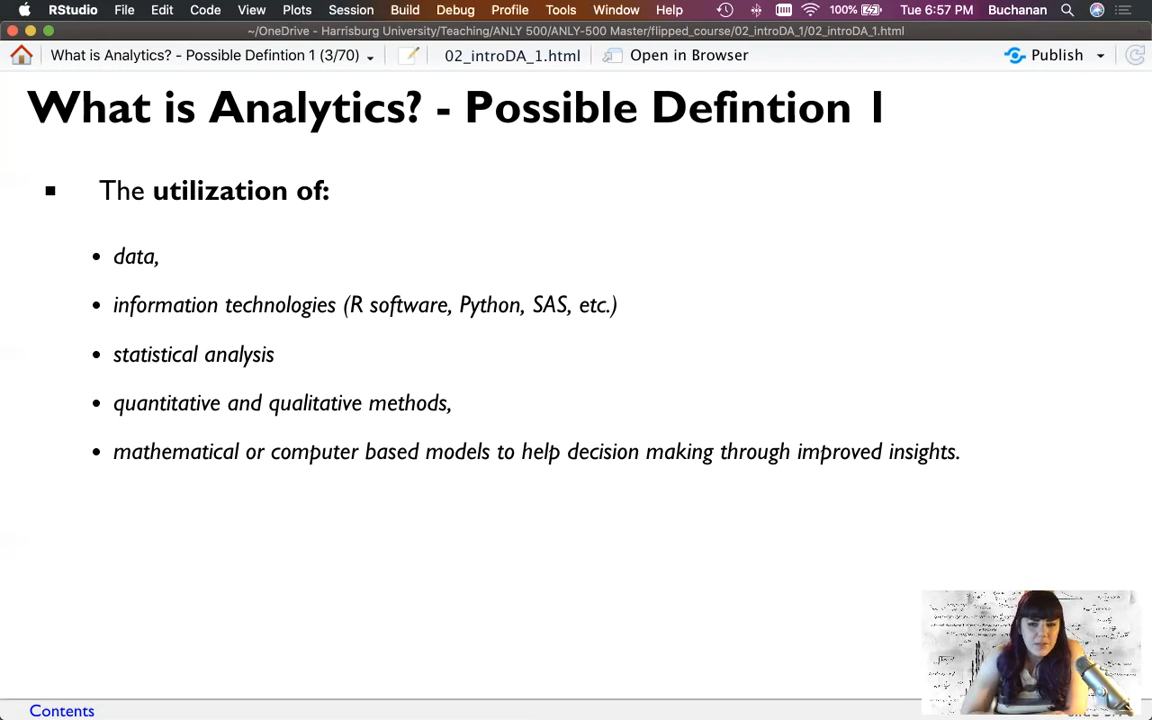 RStudio File Edit Code View Plots Session Build Debug Profile Tools Window Help 100% Tue 6:57 PM Buchanan
~/OneDrive - Harrisburg University/Teaching/ANLY 500/ANLY-500 Master/flipped_course/02_introDA_1/02_introDA_1.html
What is Analytics? - Possible Defintion 1 (3/70) 02_introDA_1.html Open in Browser Publish
What is Analytics? - Possible Defintion 1
The utilization of:
data,
information technologies (R software, Python, SAS, etc.)
statistical analysis
quantitative and qualitative methods,
mathematical or computer based models to help decision making through improved insights.
Contents